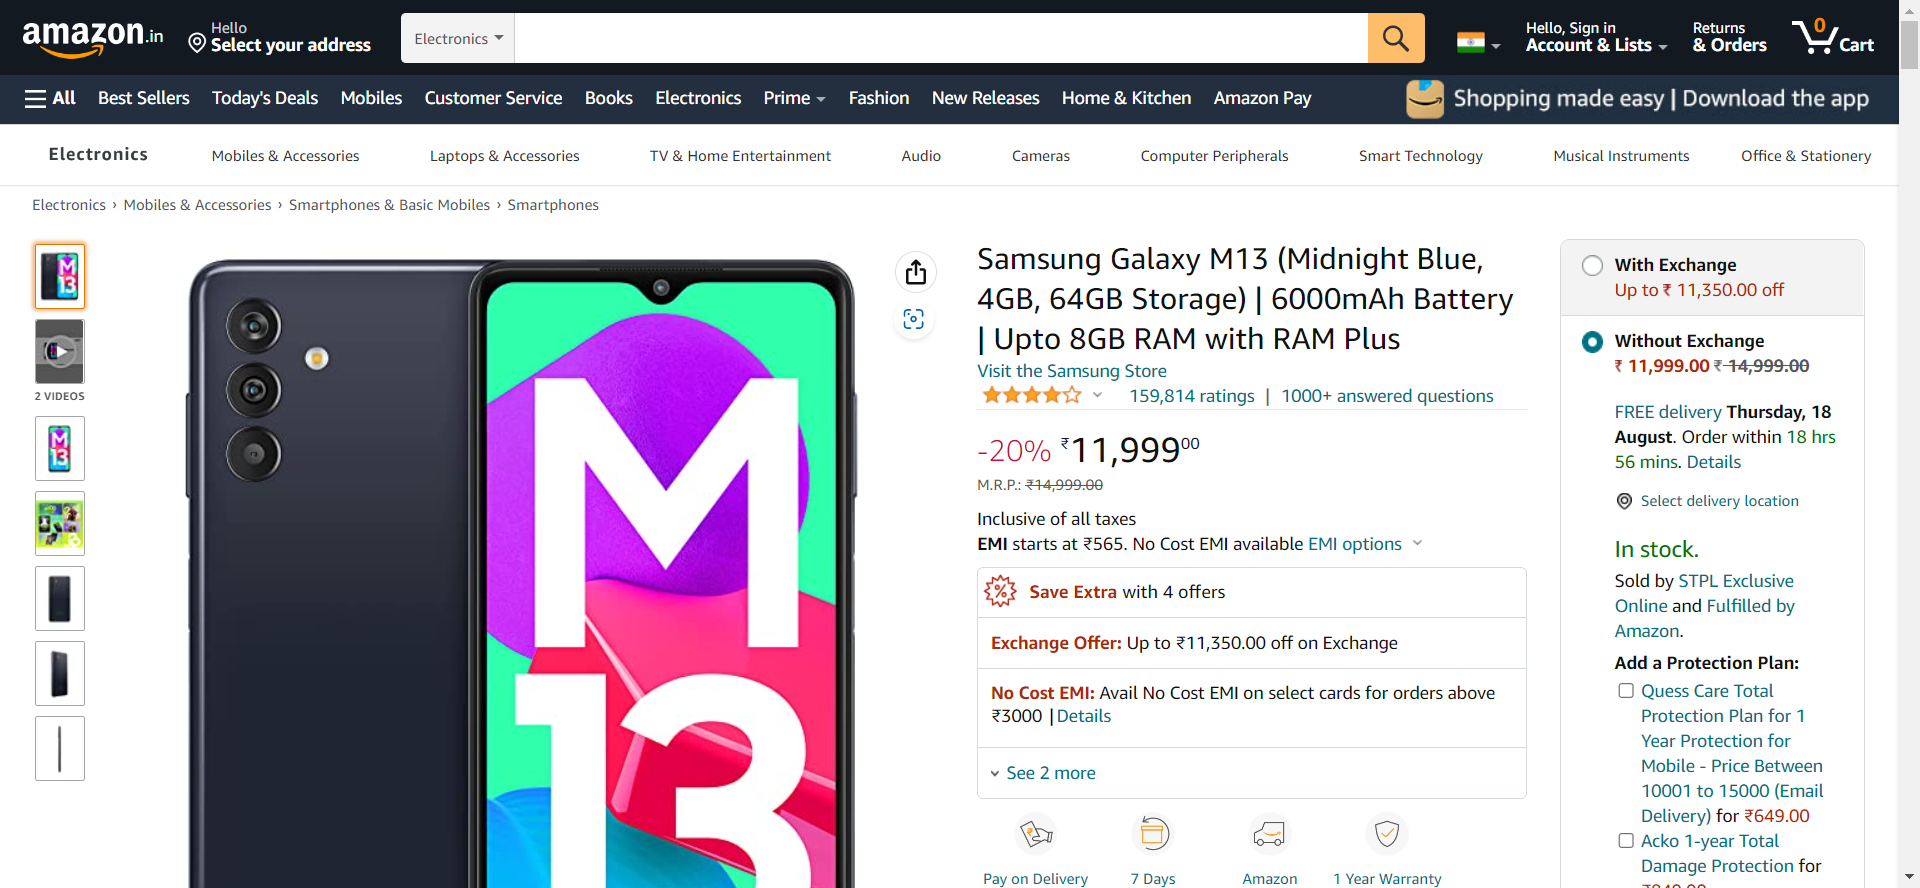 amazon.in
Hello
Select your address
Electronics
Hello, Sign in
Account & Lists
Returns
& Orders
0
Cart
All
Best Sellers
Today's Deals
Mobiles
Customer Service
Books
Electronics
Prime
Fashion
New Releases
Home & Kitchen
Amazon Pay
Shopping made easy | Download the app
Electronics
Mobiles & Accessories
Laptops & Accessories
TV & Home Entertainment
Audio
Cameras
Computer Peripherals
Smart Technology
Musical Instruments
Office & Stationery
Electronics › Mobiles & Accessories › Smartphones & Basic Mobiles › Smartphones
M
13
2 VIDEOS
M
13
M
13
Samsung Galaxy M13 (Midnight Blue,
4GB, 64GB Storage) | 6000mAh Battery
| Upto 8GB RAM with RAM Plus
Visit the Samsung Store
159,814 ratings | 1000+ answered questions
-20% ₹11,99900
M.R.P.: ₹14,999.00
Inclusive of all taxes
EMI starts at ₹565. No Cost EMI available EMI options
Save Extra with 4 offers
Exchange Offer: Up to ₹11,350.00 off on Exchange
No Cost EMI: Avail No Cost EMI on select cards for orders above
₹3000 | Details
See 2 more
Pay on Delivery
7 Days
Amazon
1 Year Warranty
With Exchange
Up to ₹ 11,350.00 off
Without Exchange
₹ 11,999.00 ₹ 14,999.00
FREE delivery Thursday, 18
August. Order within 18 hrs
56 mins. Details
Select delivery location
In stock.
Sold by STPL Exclusive
Online and Fulfilled by
Amazon.
Add a Protection Plan:
Quess Care Total
Protection Plan for 1
Year Protection for
Mobile - Price Between
10001 to 15000 (Email
Delivery) for ₹649.00
Acko 1-year Total
Damage Protection for